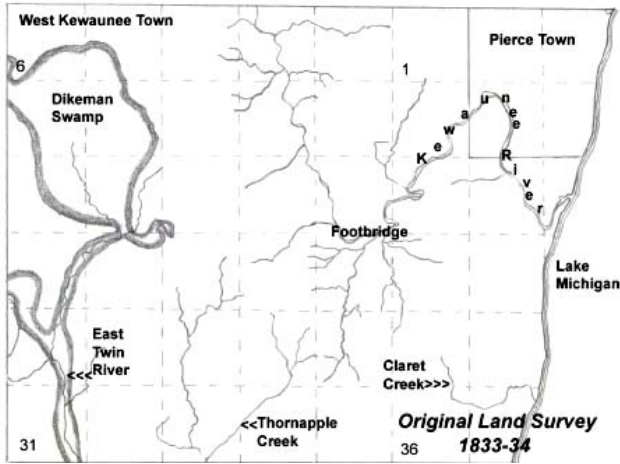 West Kewaunee Town
Pierce Town
6
1
Dikeman
Swamp
Kewaunee
River
Footbridge
Lake
Michigan
East
Twin
River
<<<
Claret
Creek>>>
<<Thornapple
Creek
Original Land Survey
1833-34
31
36